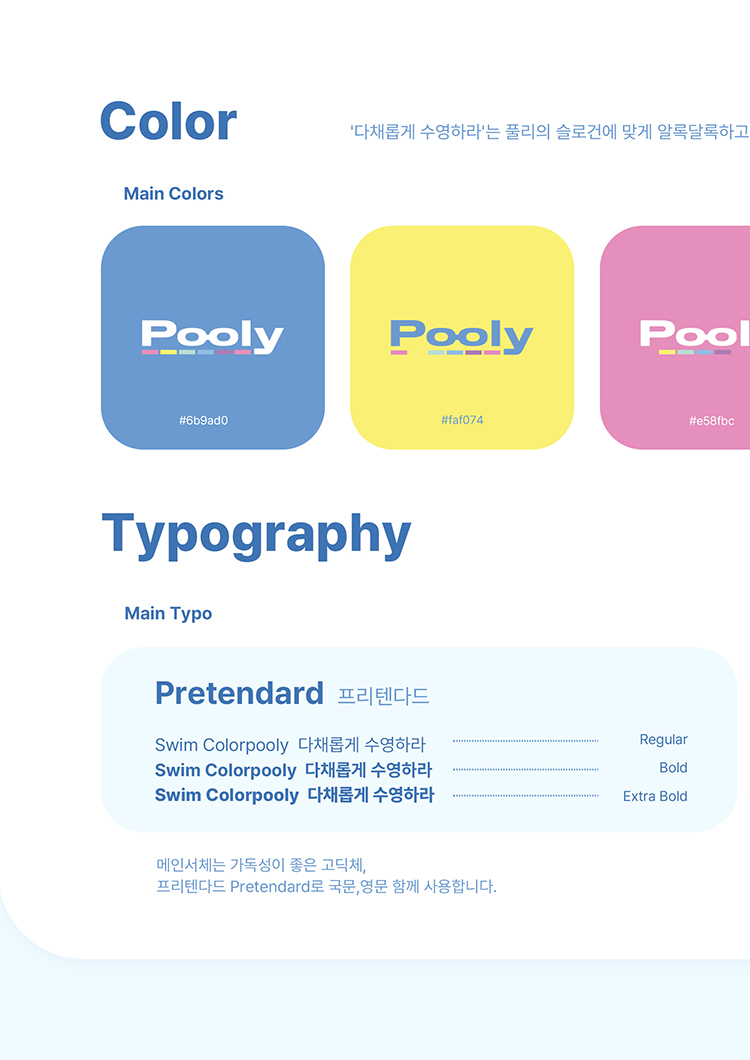 Color
'다채롭게 수영하라'는 풀리의 슬로건에 맞게 알록달록하고
Main Colors
Pooly
Pooly
Pool
#6b9ad0
#faf074
#e58fbc
Typography
Main Typo
Pretendard 프리텐다드
Swim Colorpooly 다채롭게 수영하라 Regular
Swim Colorpooly 다채롭게 수영하라 Bold
Swim Colorpooly 다채롭게 수영하라 Extra Bold
메인서체는 가독성이 좋은 고딕체,
프리텐다드 Pretendard로 국문,영문 함께 사용합니다.